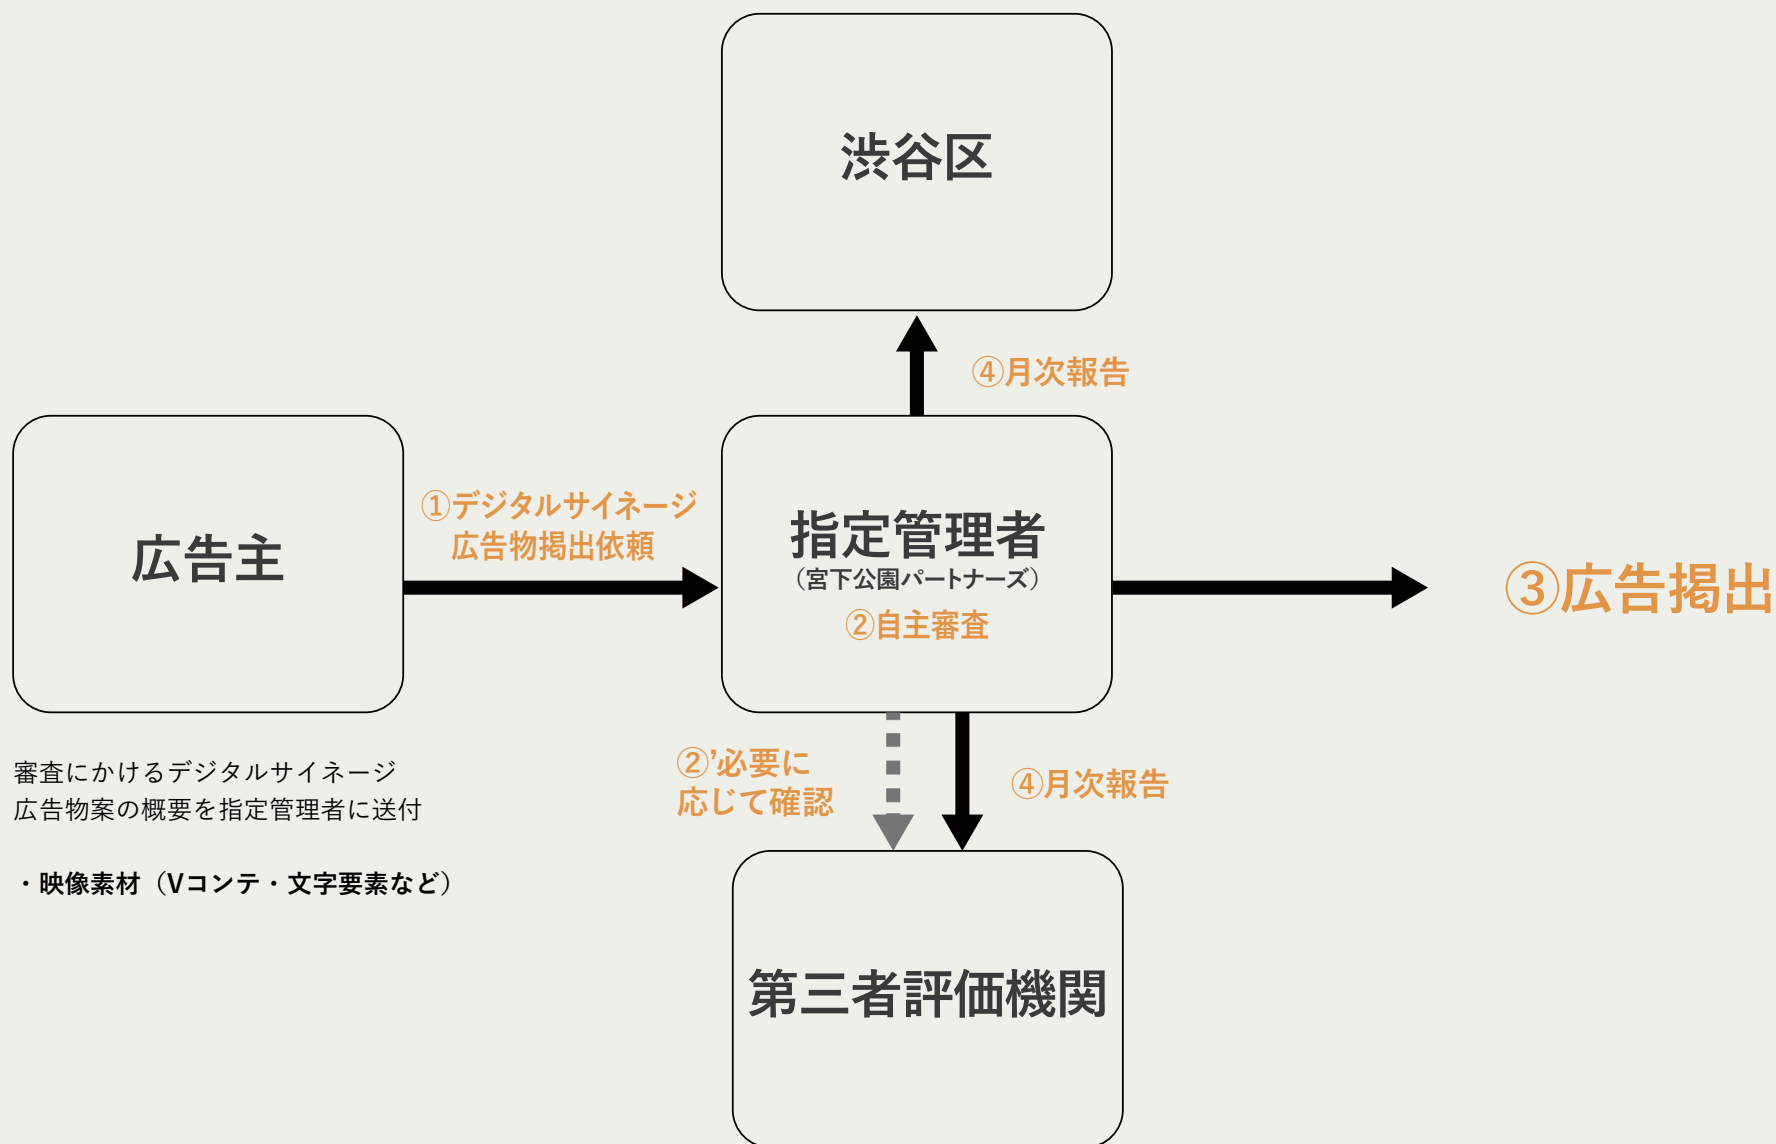 渋谷区
④月次報告
広告主
①デジタルサイネージ
広告物掲出依頼
指定管理者
（宮下公園パートナーズ）
②自主審査
③広告掲出
審査にかけるデジタルサイネージ
広告物案の概要を指定管理者に送付
・映像素材（Vコンテ・文字要素など）
②’必要に
応じて確認
④月次報告
第三者評価機関